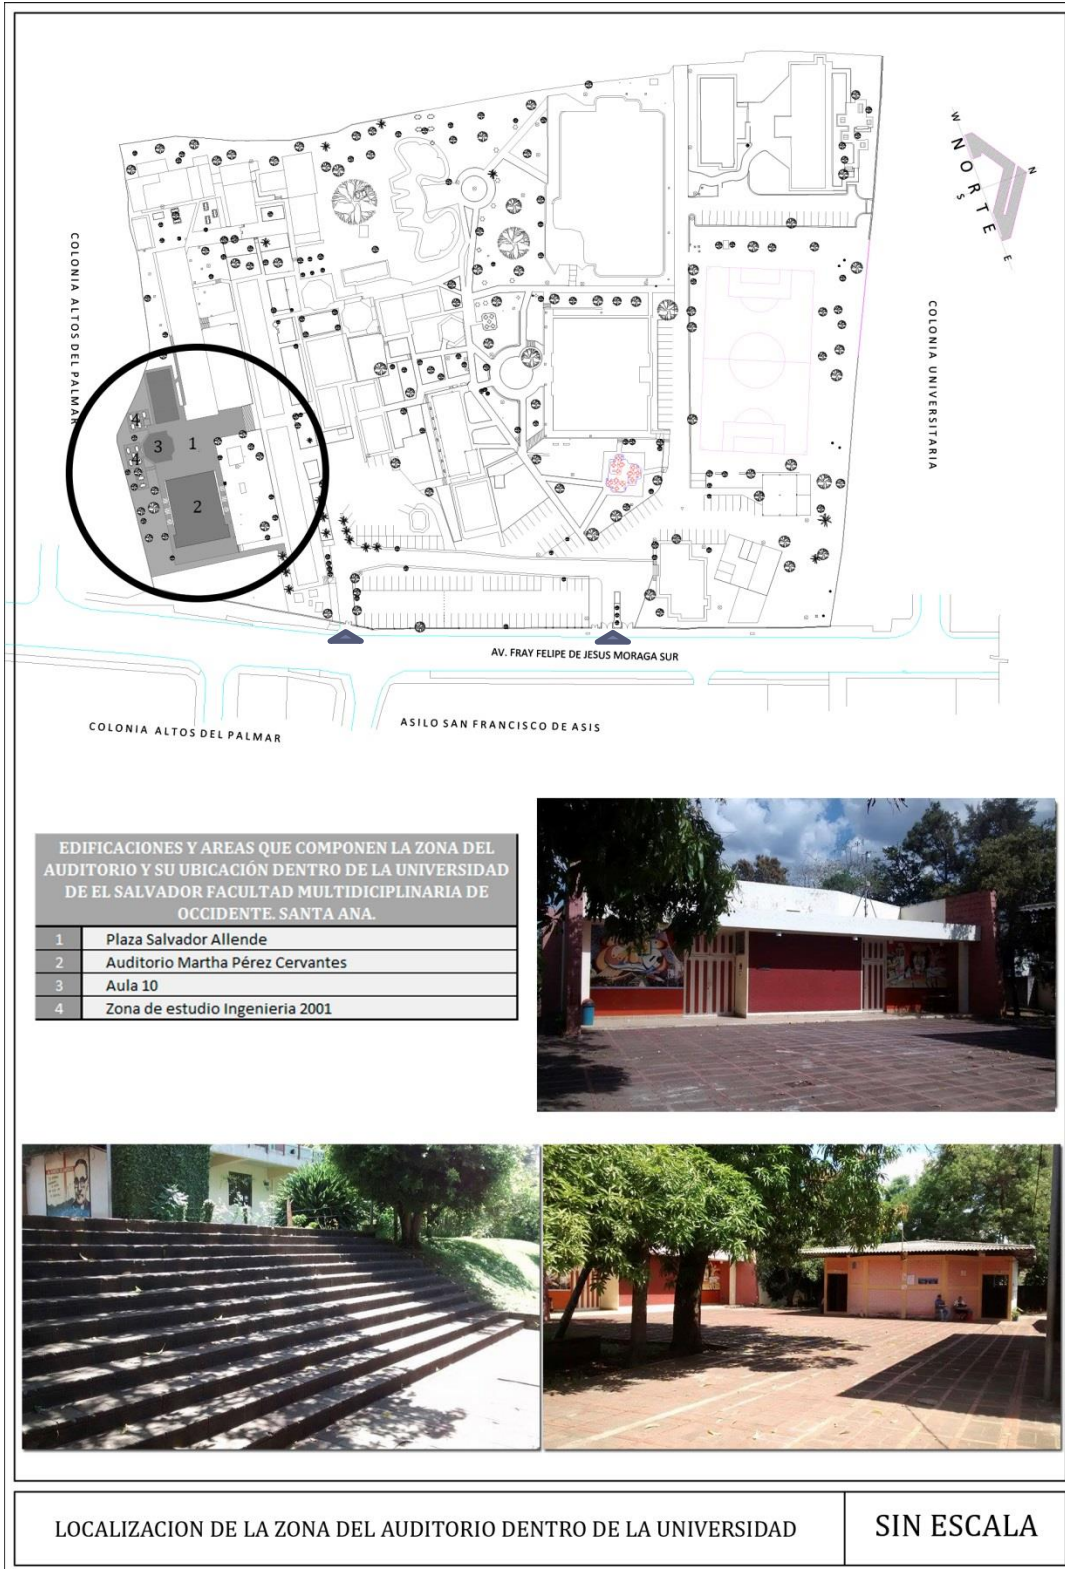 W
N
NORTE
S
E
COLONIA ALTOS DEL PALMAR
COLONIA UNIVERSITARIA
4
3
1
4
2
AV. FRAY FELIPE DE JESUS MORAGA SUR
COLONIA ALTOS DEL PALMAR
ASILO SAN FRANCISCO DE ASIS
EDIFICACIONES Y AREAS QUE COMPONEN LA ZONA DEL
AUDITORIO Y SU UBICACIÓN DENTRO DE LA UNIVERSIDAD
DE EL SALVADOR FACULTAD MULTIDICIPLINARIA DE
OCCIDENTE. SANTA ANA.
1 Plaza Salvador Allende
2 Auditorio Martha Pérez Cervantes
3 Aula 10
4 Zona de estudio Ingenieria 2001
LOCALIZACION DE LA ZONA DEL AUDITORIO DENTRO DE LA UNIVERSIDAD
SIN ESCALA